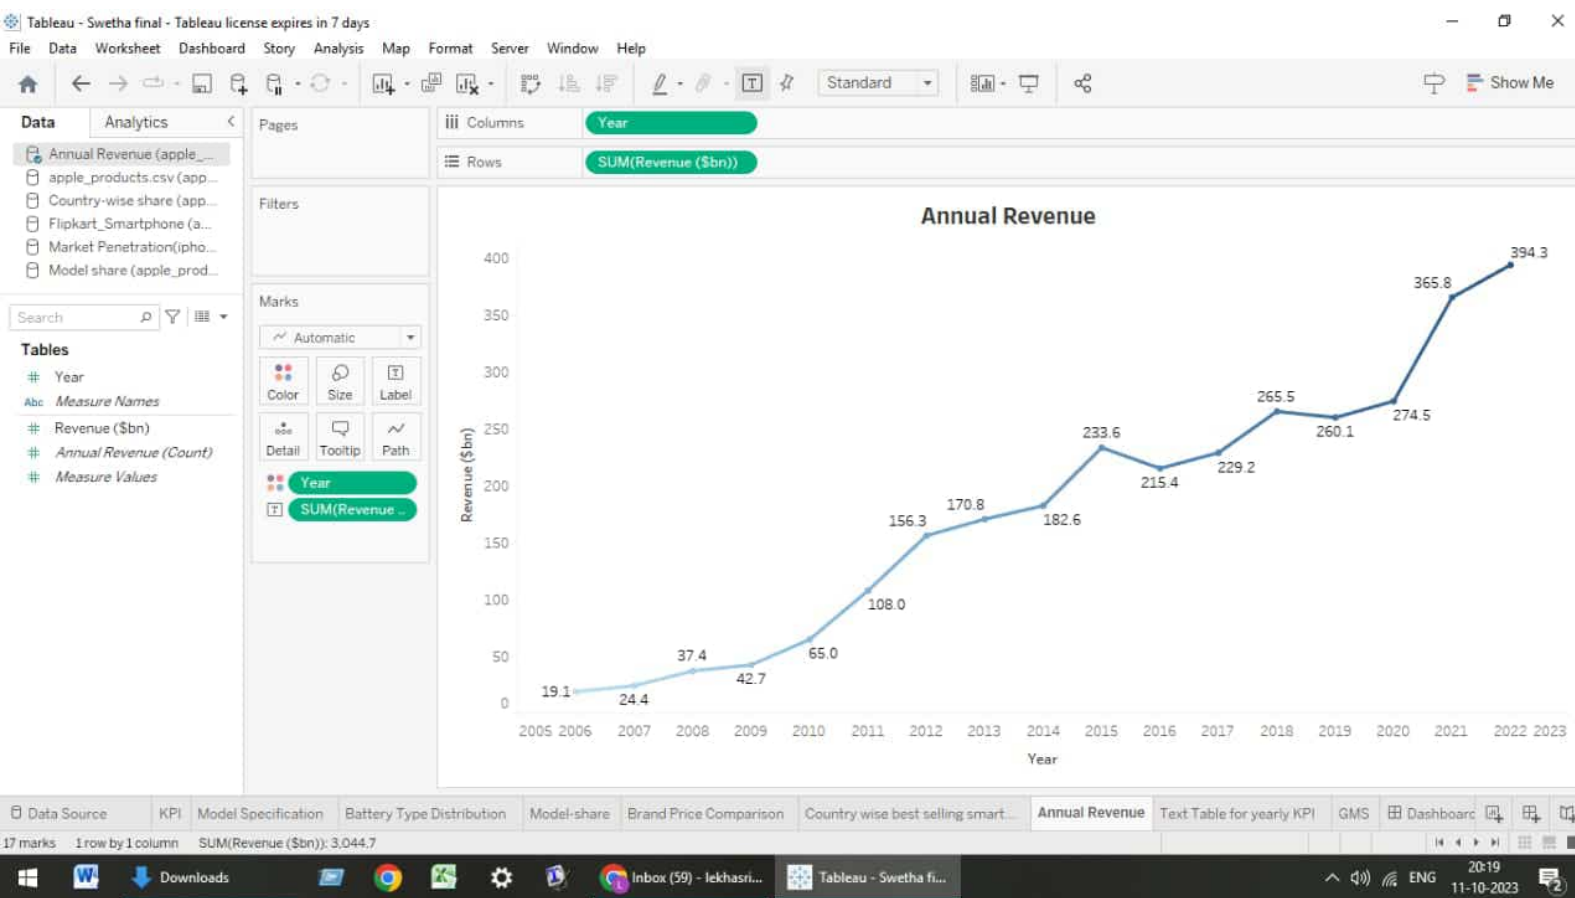 Tableau - Swetha final - Tableau license expires in 7 days
File Data Worksheet Dashboard Story Analysis Map Format Server Window Help
Standard
Show Me
Data Analytics
Annual Revenue (apple_...
apple_products.csv (app...
Country-wise share (app...
Flipkart_Smartphone (a...
Market Penetration(ipho...
Model share (apple_prod...
Search
Tables
Year
Abc Measure Names
Revenue ($bn)
Annual Revenue (Count)
Measure Values
Pages
Filters
Marks
Automatic
Color Size Label
Detail Tooltip Path
Year
SUM(Revenue ..
Columns Year
Rows SUM(Revenue ($bn))
Annual Revenue
Revenue ($bn)
400
350
300
250
200
150
100
50
0
19.1
24.4
37.4
42.7
65.0
108.0
156.3
170.8
182.6
233.6
215.4
229.2
265.5
260.1
274.5
365.8
394.3
2005 2006 2007 2008 2009 2010 2011 2012 2013 2014 2015 2016 2017 2018 2019 2020 2021 2022 2023
Year
Data Source KPI Model Specification Battery Type Distribution Model-share Brand Price Comparison Country wise best selling smart... Annual Revenue Text Table for yearly KPI GMS Dashboard
17 marks 1 row by 1 column SUM(Revenue ($bn)): 3,044.7
Downloads Inbox (59) - lekhasri... Tableau - Swetha fi... ENG 20:19
11-10-2023
2